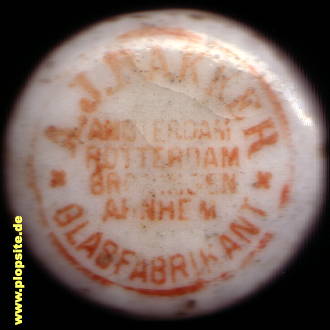 A.J.BAKKER
AMSTERDAM
ROTTERDAM
GRONINGEN
ARNHEM
GLASFABRIKANT
www.plopsite.de